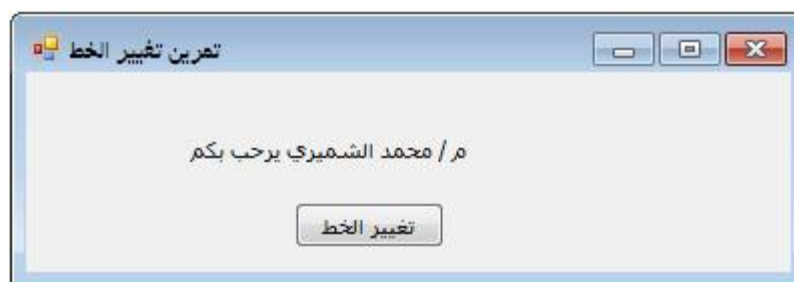 تمرين تغيير الخط
م / محمد الشميري يرحب بكم
تغيير الخط